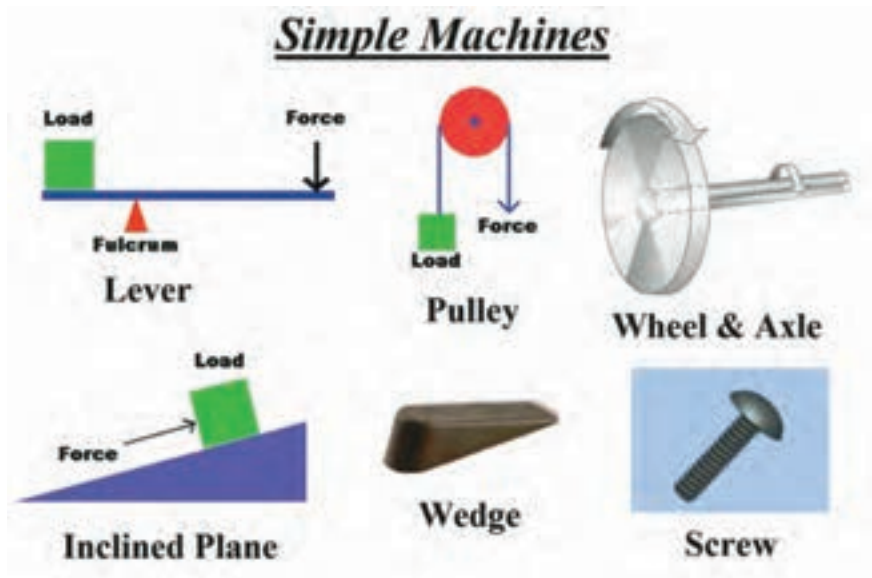 Simple Machines
Load
Force
Fulcrum
Lever
Force
Load
Pulley
Wheel & Axle
Load
Force
Inclined Plane
Wedge
Screw